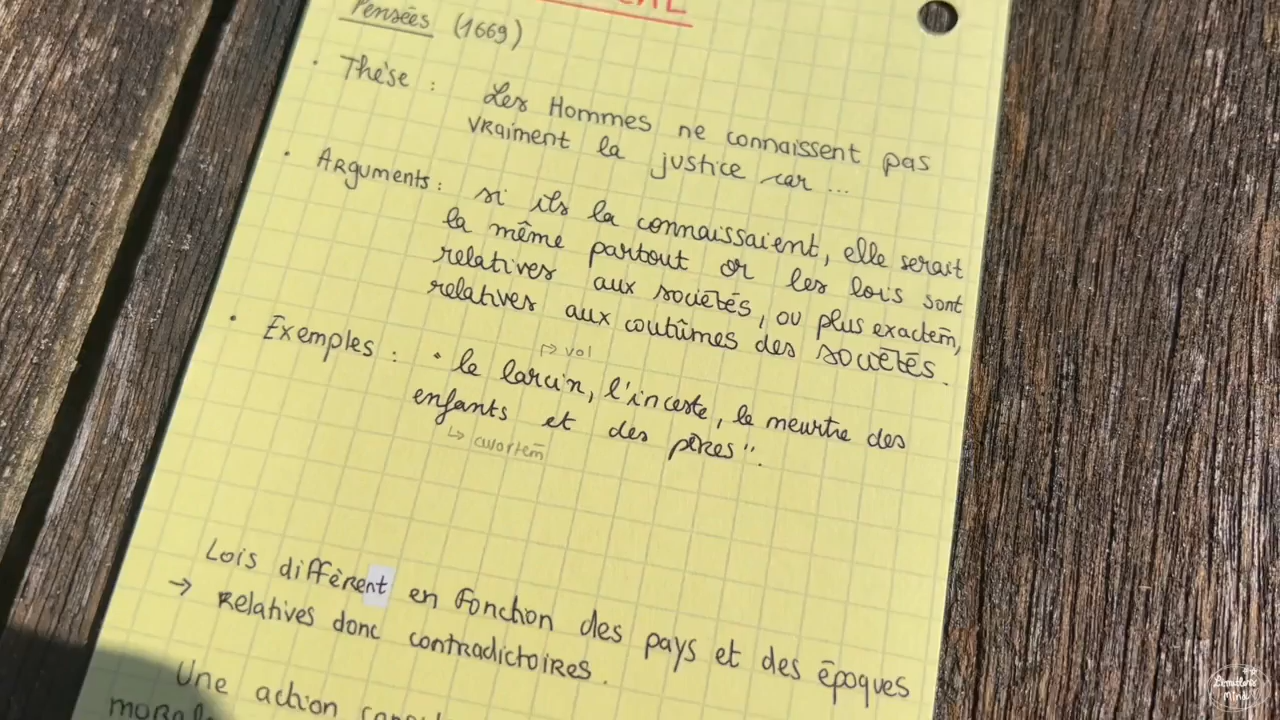 Pensées (1669)
• Thèse : Les Hommes ne connaissent pas
vraiment la justice car ...
• Arguments : si ils la connaissaient, elle serait
la même partout or les lois sont
relatives aux sociétés, ou plus exactem̄,
relatives aux coutûmes des sociétés.
↳ vol
• Exemples : " le larcin, l'inceste, le meurtre des
enfants et des pères".
↳ avortem̄
Lois diffèrent en fonction des pays et des époques
→ Relatives donc contradictoires.
Une action